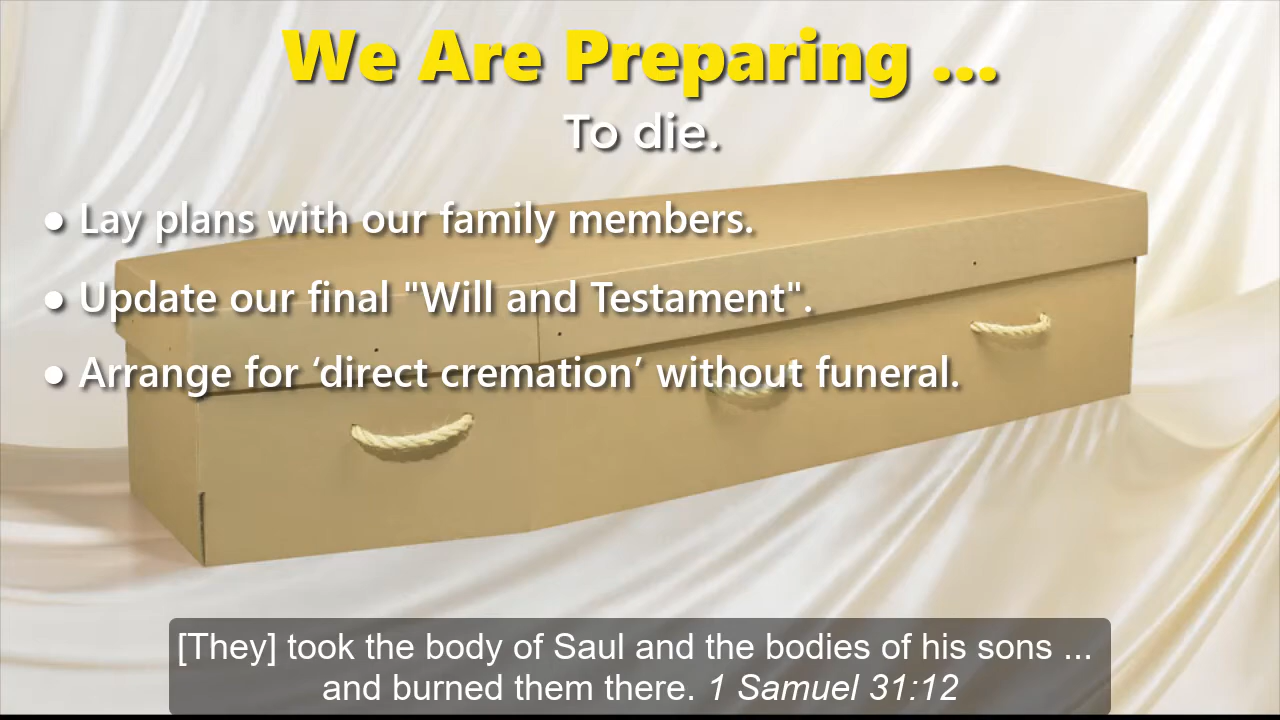 We Are Preparing ...
To die.
● Lay plans with our family members.
● Update our final "Will and Testament".
● Arrange for ‘direct cremation’ without funeral.
[They] took the body of Saul and the bodies of his sons ...
and burned them there. 1 Samuel 31:12